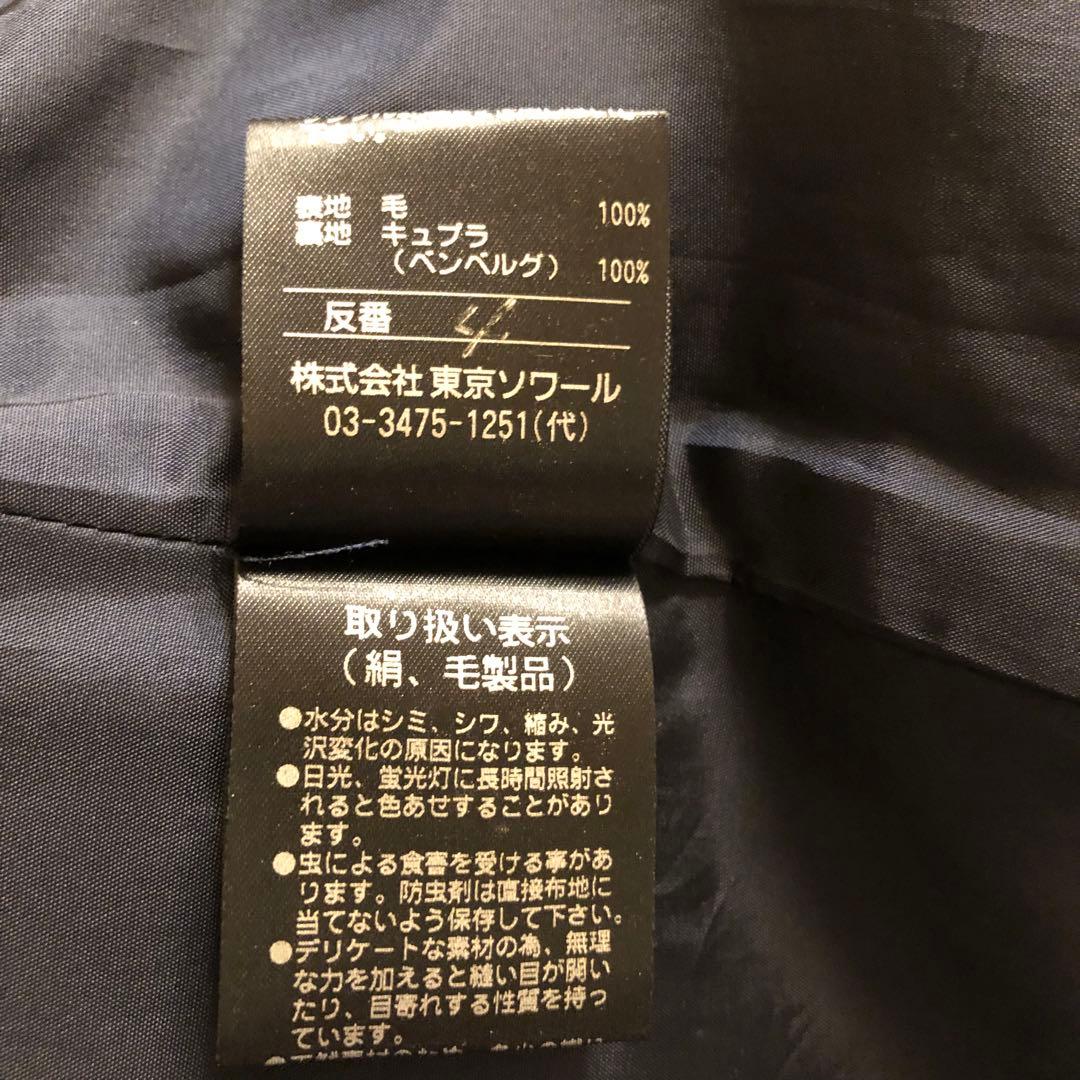 表地 毛 100%
裏地 キュプラ
(ベンベルグ) 100%
反番 4
株式会社 東京ソワール
03-3475-1251(代)
取り扱い表示
(絹、毛製品)
●水分はシミ、シワ、縮み、光
沢変化の原因になります。
●日光、蛍光灯に長時間照射さ
れると色あせすることがあり
ます。
●虫による食害を受ける事があ
ります。防虫剤は直接布地に
当てないよう保存して下さい。
●デリケートな素材の為、無理
な力を加えると縫い目が開い
たり、目寄れする性質を持っ
ています。